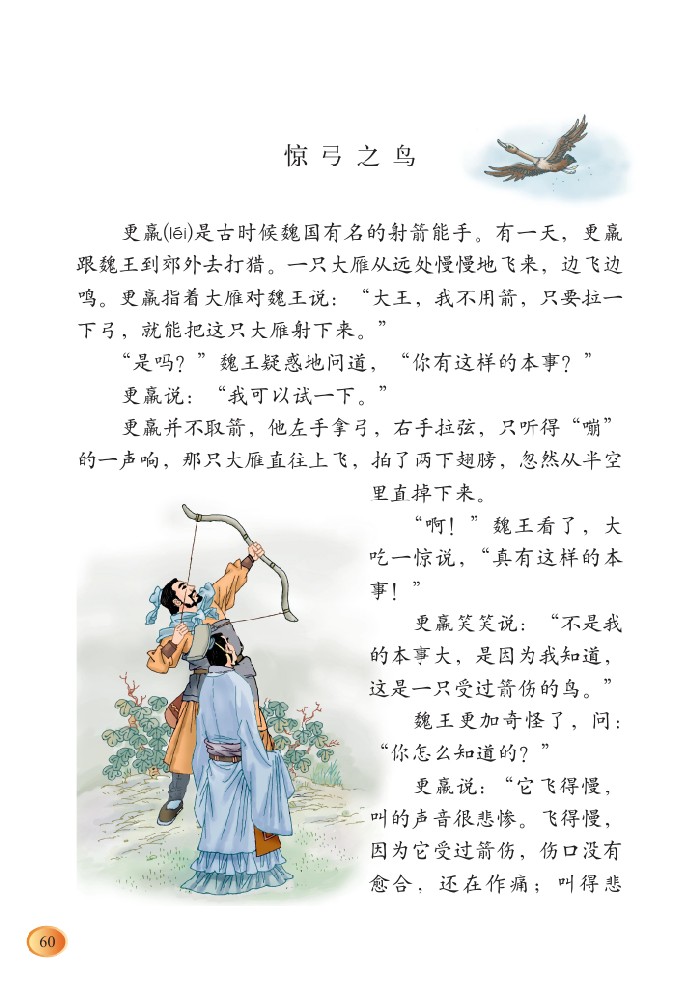 惊弓之鸟
更羸(léi)是古时候魏国有名的射箭能手。有一天，更羸
跟魏王到郊外去打猎。一只大雁从远处慢慢地飞来，边飞边
鸣。更羸指着大雁对魏王说：“大王，我不用箭，只要拉一
下弓，就能把这只大雁射下来。”
“是吗？”魏王疑惑地问道，“你有这样的本事？”
更羸说：“我可以试一下。”
更羸并不取箭，他左手拿弓，右手拉弦，只听得“嘣”
的一声响，那只大雁直往上飞，拍了两下翅膀，忽然从半空
里直掉下来。
“啊！”魏王看了，大
吃一惊说，“真有这样的本
事！”
更羸笑笑说：“不是我
的本事大，是因为我知道，
这是一只受过箭伤的鸟。”
魏王更加奇怪了，问：
“你怎么知道的？”
更羸说：“它飞得慢，
叫的声音很悲惨。飞得慢，
因为它受过箭伤，伤口没有
愈合，还在作痛；叫得悲
60